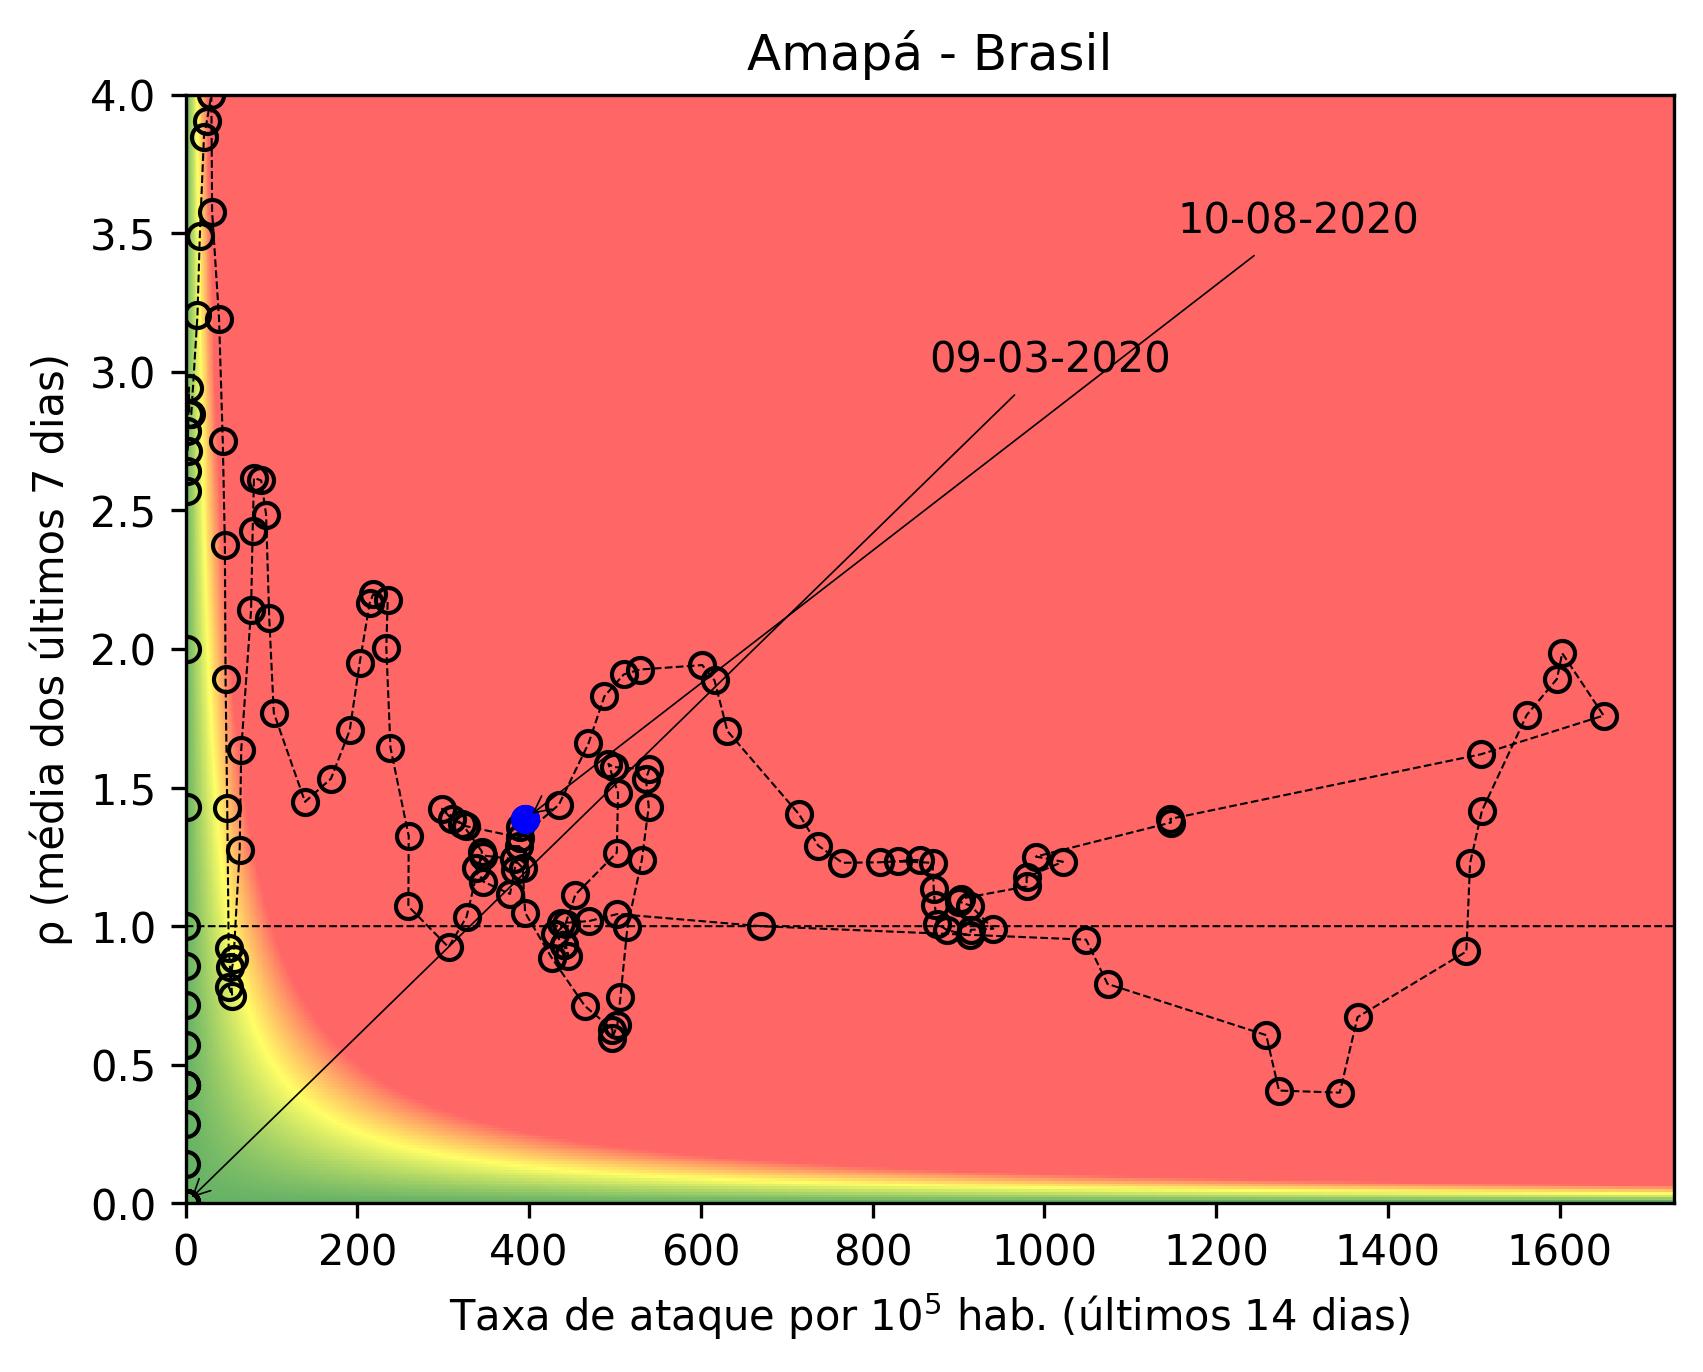 Amapá - Brasil
4.0
3.5
3.0
2.5
2.0
1.5
1.0
0.5
0.0
ρ (média dos últimos 7 dias)
10-08-2020
09-03-2020
0 200 400 600 800 1000 1200 1400 1600
Taxa de ataque por 10⁵ hab. (últimos 14 dias)